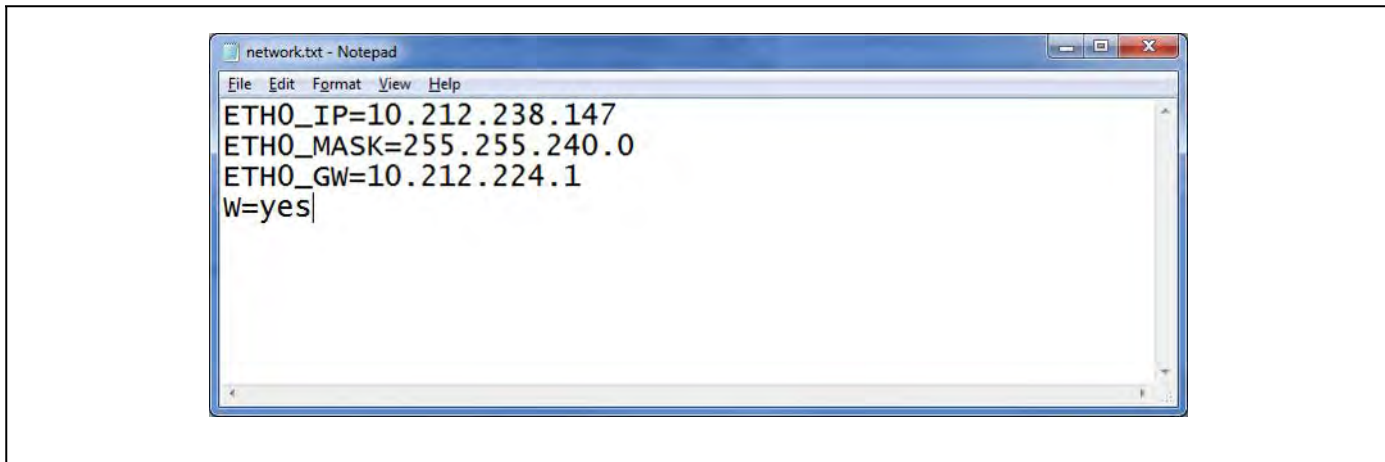 network.txt - Notepad
File Edit Format View Help
ETH0_IP=10.212.238.147
ETH0_MASK=255.255.240.0
ETH0_GW=10.212.224.1
W=yes